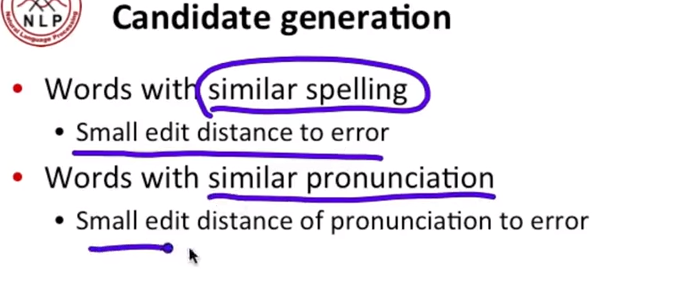 NLP
Natural Language Processing
Candidate generation
• Words with similar spelling
• Small edit distance to error
• Words with similar pronunciation
• Small edit distance of pronunciation to error